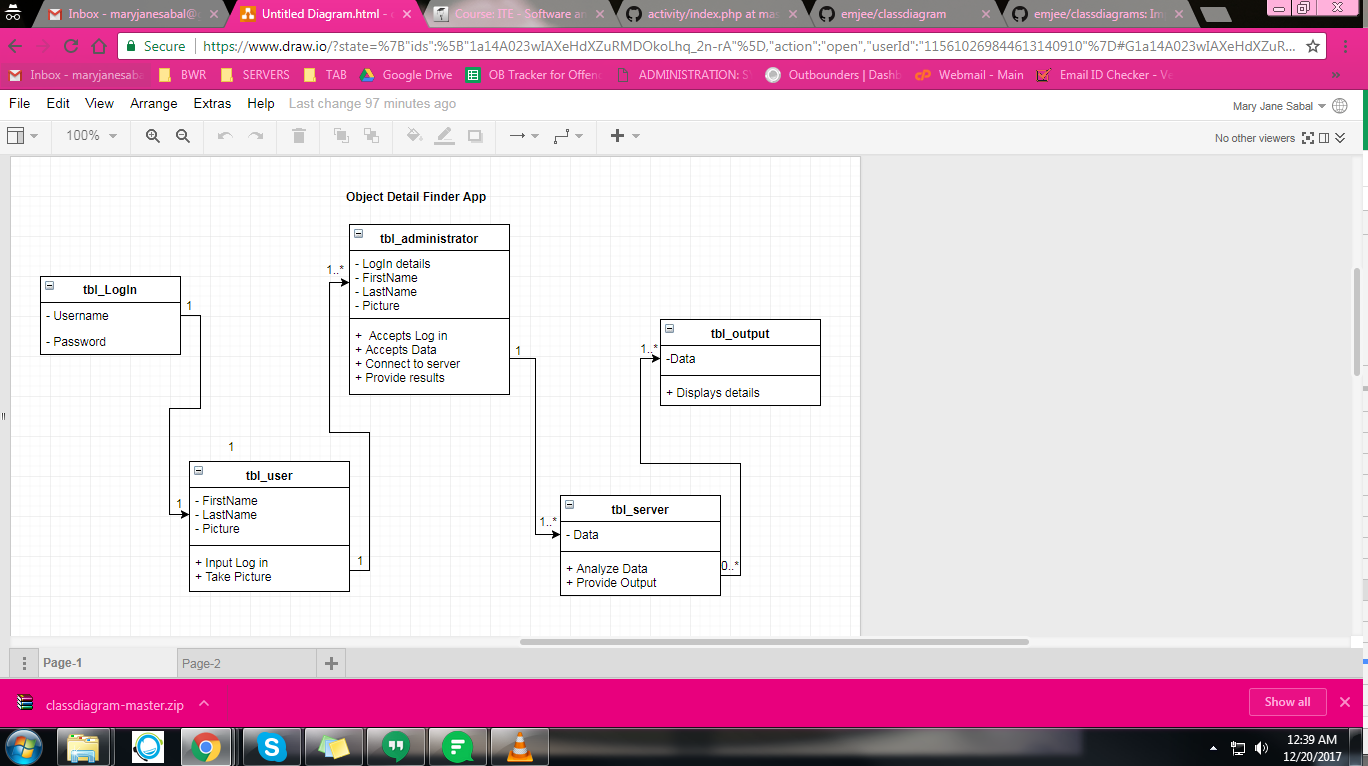 Inbox - maryjanesabal@
Untitled Diagram.html -
Course: ITE - Software an
activity/index.php at mas
emjee/classdiagram
emjee/classdiagrams: Im
Secure
https://www.draw.io/?state=%7B"ids":%5B"1a14A023wIAXeHdXZuRMDOkoLhq_2n-rA"%5D,"action":"open","userId":"115610269844613140910"%7D#G1a14A023wIAXeHdXZuR...
Inbox - maryjanesaba
BWR
SERVERS
TAB
Google Drive
OB Tracker for Offenc
ADMINISTRATION: S
Outbounders | Dashb
Webmail - Main
Email ID Checker - Ve
»
File Edit View Arrange Extras Help Last change 97 minutes ago
Mary Jane Sabal
100%
No other viewers
Object Detail Finder App
tbl_administrator
- LogIn details
- FirstName
- LastName
- Picture
+ Accepts Log in
+ Accepts Data
+ Connect to server
+ Provide results
1..*
1
tbl_LogIn
- Username
- Password
1
tbl_output
-Data
+ Displays details
1..*
1
tbl_user
- FirstName
- LastName
- Picture
+ Input Log in
+ Take Picture
1
1
tbl_server
- Data
+ Analyze Data
+ Provide Output
1..*
0..*
Page-1
Page-2
classdiagram-master.zip
Show all
12:39 AM
12/20/2017